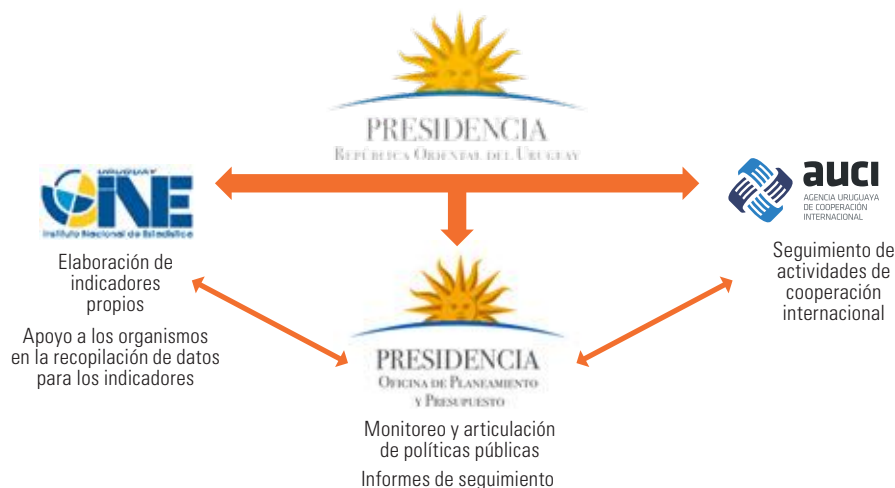 PRESIDENCIA
REPÚBLICA ORIENTAL DEL URUGUAY
URUGUAY
INE
Instituto Nacional de Estadística
Elaboración de
indicadores
propios
Apoyo a los organismos
en la recopilación de datos
para los indicadores
auci
AGENCIA URUGUAYA
DE COOPERACIÓN
INTERNACIONAL
Seguimiento de
actividades de
cooperación
internacional
PRESIDENCIA
OFICINA DE PLANEAMIENTO
Y PRESUPUESTO
Monitoreo y articulación
de políticas públicas
Informes de seguimiento